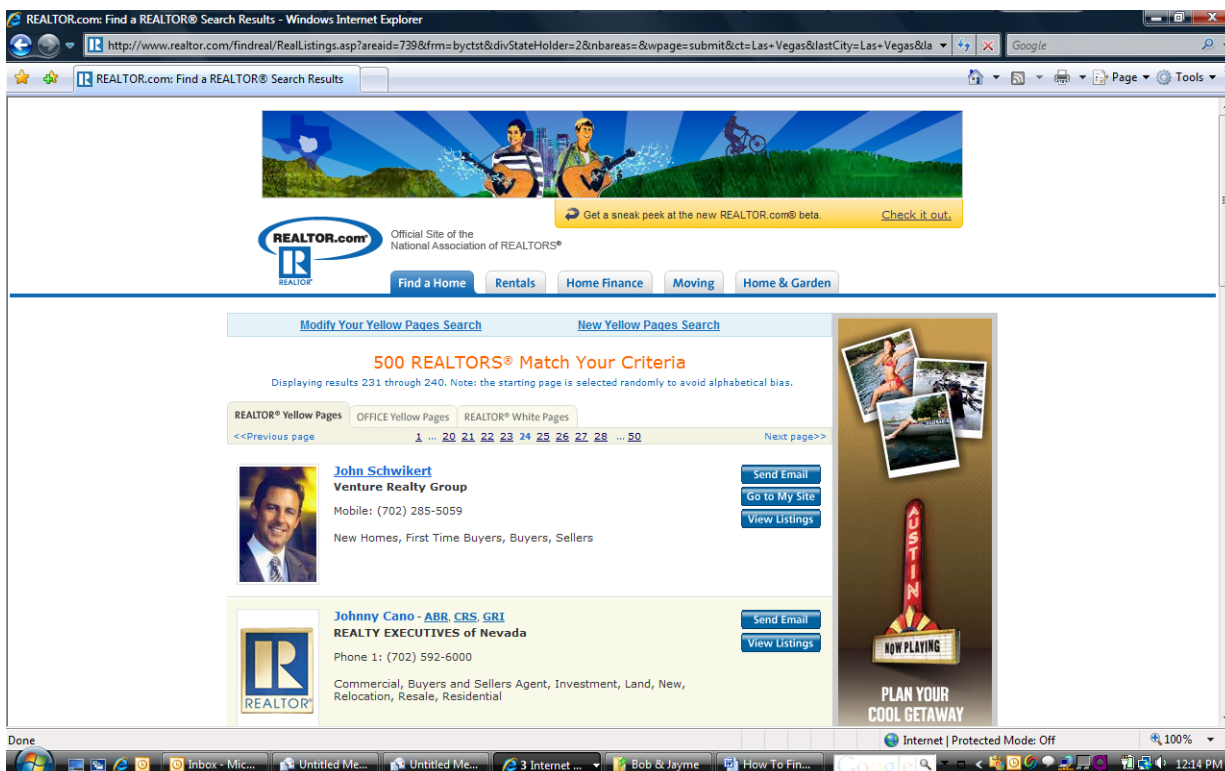 REALTOR.com: Find a REALTOR® Search Results - Windows Internet Explorer
http://www.realtor.com/findreal/RealListings.asp?areaid=739&frm=byctst&divStateHolder=2&nbareas=&wpage=submit&ct=Las+Vegas&lastCity=Las+Vegas&la
Google
REALTOR.com: Find a REALTOR® Search Results
Page
Tools
Get a sneak peek at the new REALTOR.com® beta. Check it out.
REALTOR.com®
REALTOR®
Official Site of the
National Association of REALTORS®
Find a Home Rentals Home Finance Moving Home & Garden
Modify Your Yellow Pages Search New Yellow Pages Search
500 REALTORS® Match Your Criteria
Displaying results 231 through 240. Note: the starting page is selected randomly to avoid alphabetical bias.
REALTOR® Yellow Pages OFFICE Yellow Pages REALTOR® White Pages
<<Previous page 1 ... 20 21 22 23 24 25 26 27 28 ... 50 Next page>>
John Schwikert
Venture Realty Group
Mobile: (702) 285-5059
New Homes, First Time Buyers, Buyers, Sellers
Send Email
Go to My Site
View Listings
Johnny Cano - ABR, CRS, GRI
REALTY EXECUTIVES of Nevada
Phone 1: (702) 592-6000
Commercial, Buyers and Sellers Agent, Investment, Land, New,
Relocation, Resale, Residential
REALTOR®
Send Email
View Listings
AUSTIN
NOW PLAYING
PLAN YOUR
COOL GETAWAY
Done
Internet | Protected Mode: Off
100%
Inbox - Mic... Untitled Me... Untitled Me... 3 Internet ... Bob & Jayme How To Fin... Google 12:14 PM